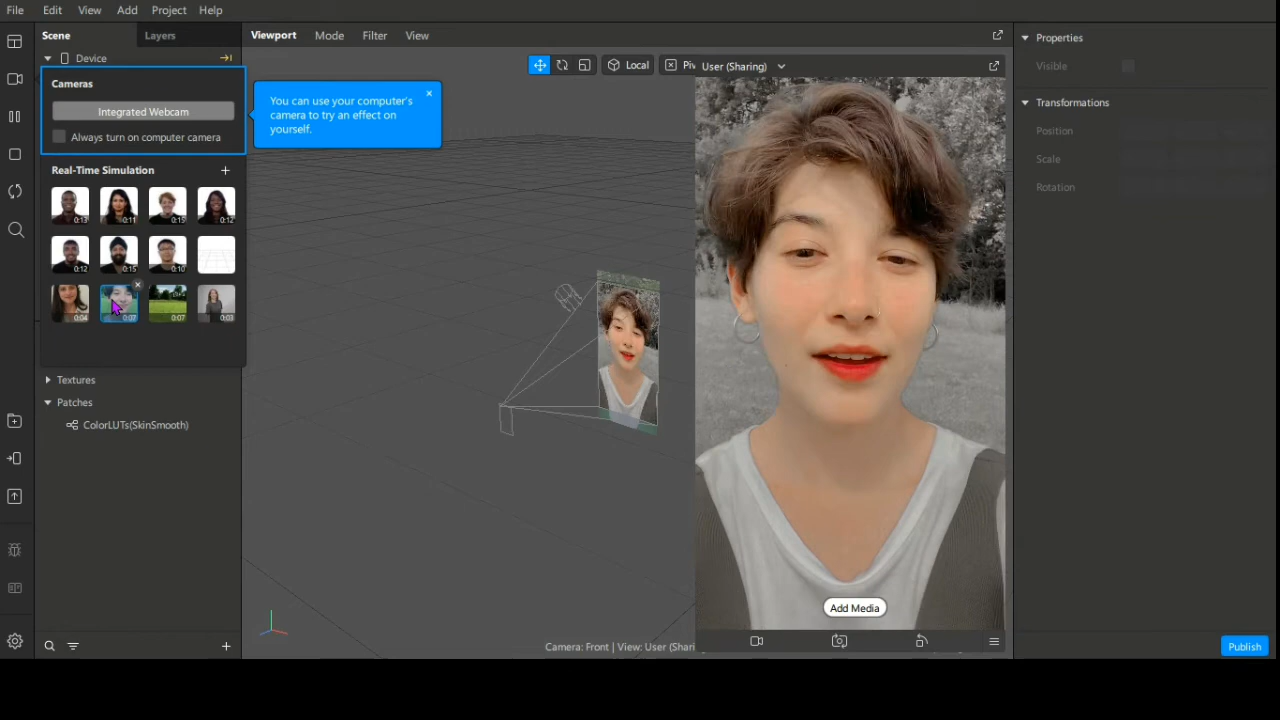 File Edit View Add Project Help
Scene Layers
Device
Cameras
Integrated Webcam
Always turn on computer camera
Real-Time Simulation
0:13 0:11 0:15 0:12
0:12 0:15 0:10
0:04 0:07 0:07 0:03
Textures
Patches
ColorLUTs(SkinSmooth)
You can use your computer's
camera to try an effect on
yourself.
Viewport Mode Filter View
Local
Piv
User (Sharing)
Add Media
Camera: Front | View: User (Shari
Properties
Visible
Transformations
Position
Scale
Rotation
Publish